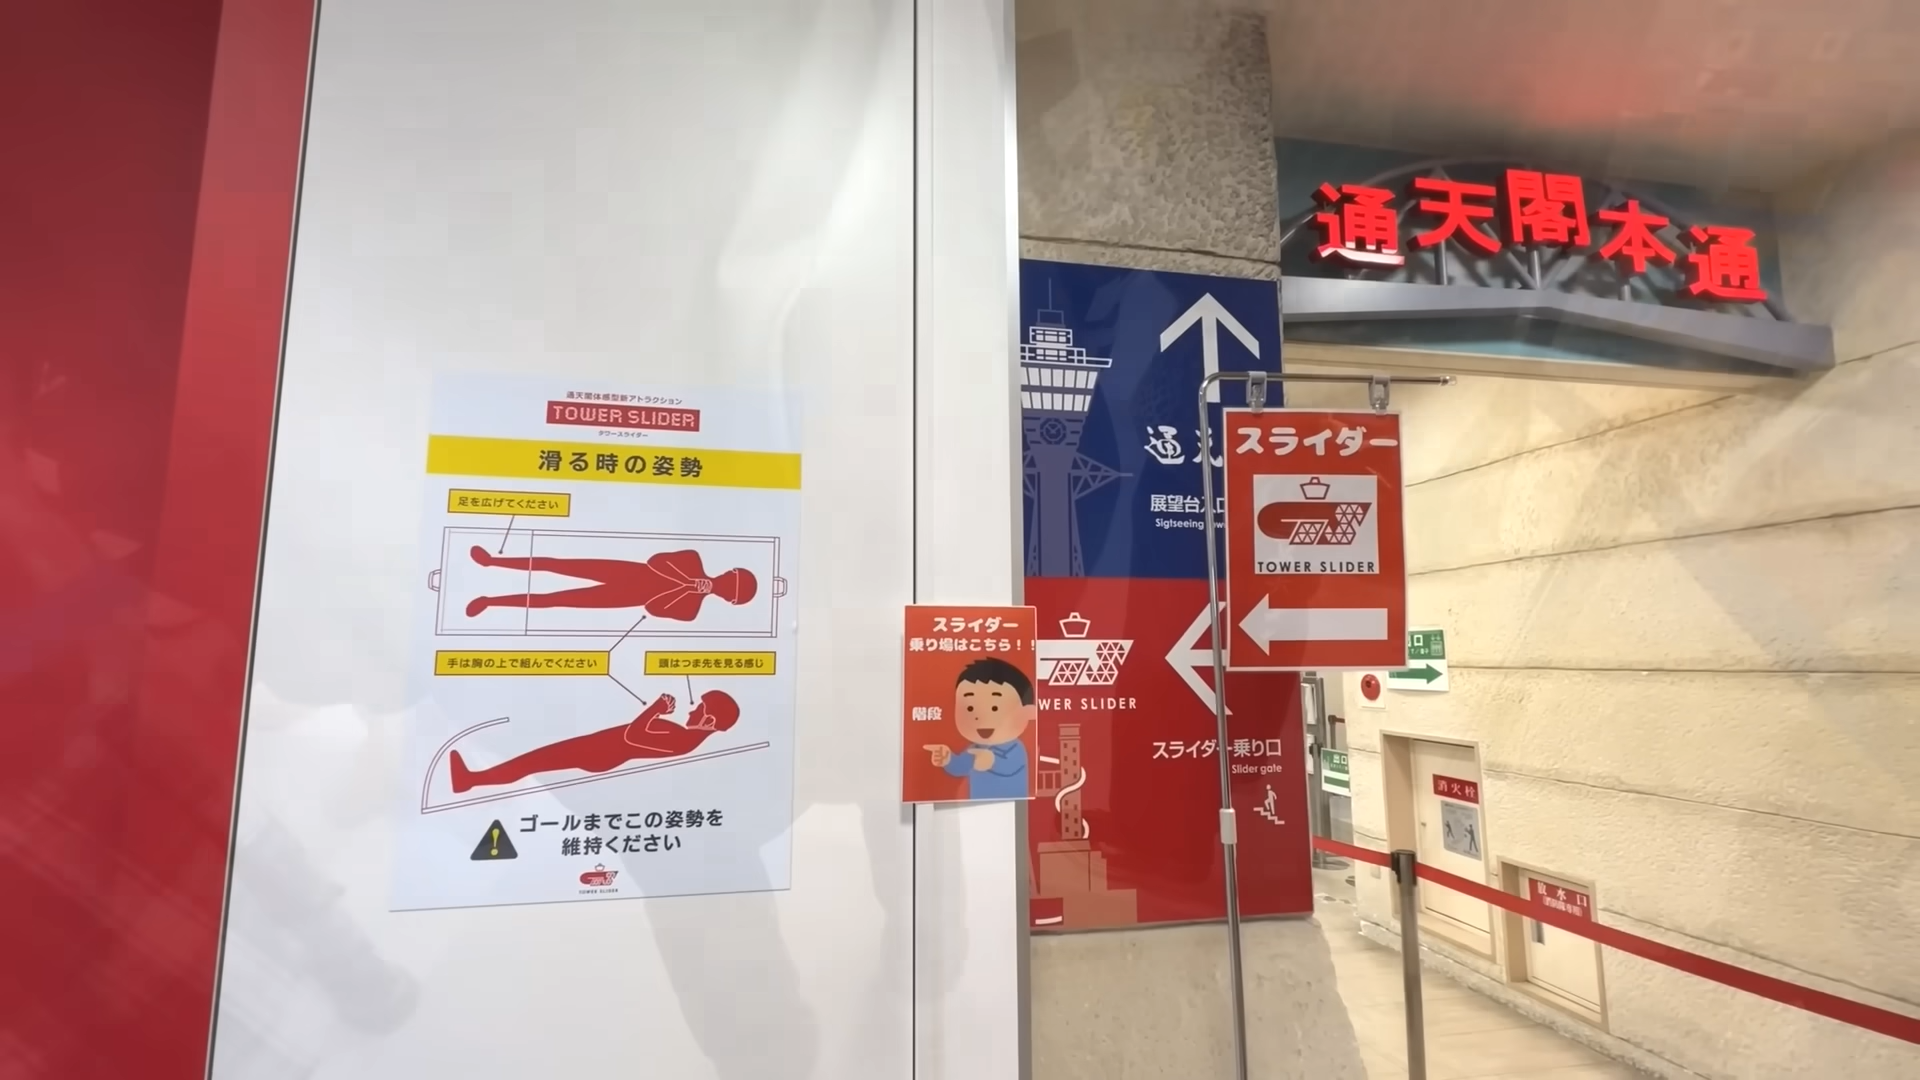 通天閣体感型新アトラクション
TOWER SLIDER
タワースライダー
滑る時の姿勢
足を広げてください
手は胸の上で組んでください
頭はつま先を見る感じ
ゴールまでこの姿勢を
維持ください
TOWER SLIDER
スライダー
乗り場はこちら!!
階段
通天
展望台入口
Sigtseeing
WER SLIDER
スライダー乗り口
Slider gate
スライダー
TOWER SLIDER
通天閣本通
出口
出口
消火栓
放水口